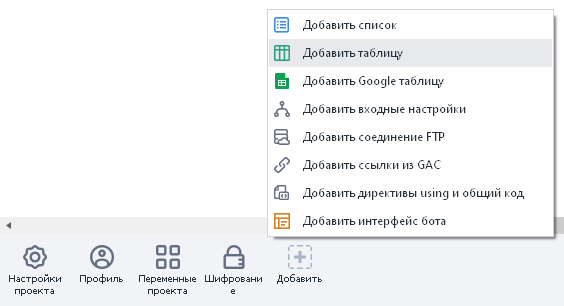 Добавить список
Добавить таблицу
Добавить Google таблицу
Добавить входные настройки
Добавить соединение FTP
Добавить ссылки из GAC
Добавить директивы using и общий код
Добавить интерфейс бота
Настройки
проекта
Профиль
Переменные
проекта
Шифровани
е
Добавить